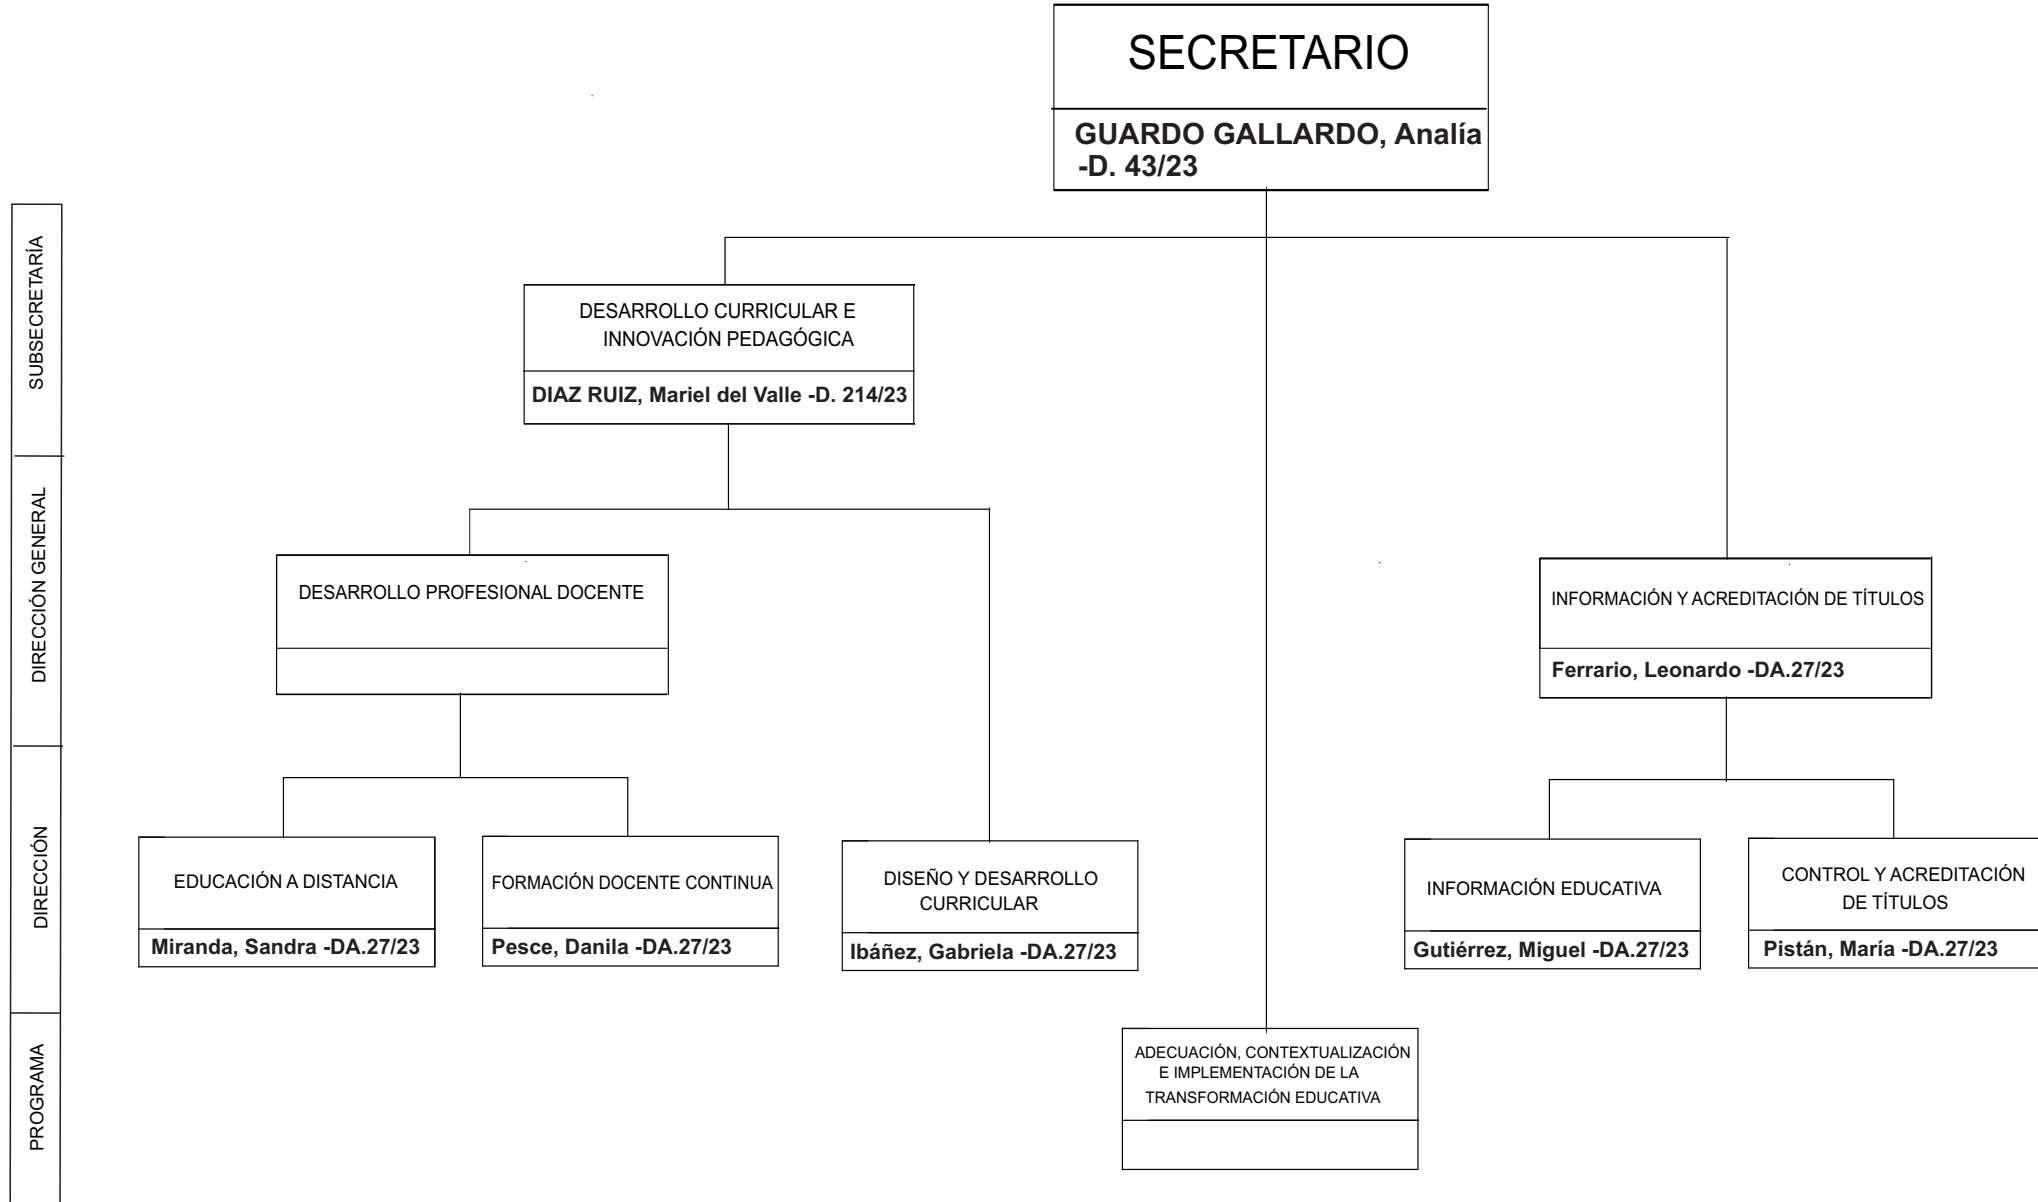 SECRETARIO
GUARDO GALLARDO, Analía
-D. 43/23
SUBSECRETARÍA
DESARROLLO CURRICULAR E
INNOVACIÓN PEDAGÓGICA
DIAZ RUIZ, Mariel del Valle -D. 214/23
DIRECCIÓN GENERAL
DESARROLLO PROFESIONAL DOCENTE
INFORMACIÓN Y ACREDITACIÓN DE TÍTULOS
Ferrario, Leonardo -DA.27/23
DIRECCIÓN
EDUCACIÓN A DISTANCIA
Miranda, Sandra -DA.27/23
FORMACIÓN DOCENTE CONTINUA
Pesce, Danila -DA.27/23
DISEÑO Y DESARROLLO
CURRICULAR
Ibáñez, Gabriela -DA.27/23
INFORMACIÓN EDUCATIVA
Gutiérrez, Miguel -DA.27/23
CONTROL Y ACREDITACIÓN
DE TÍTULOS
Pistán, María -DA.27/23
PROGRAMA
ADECUACIÓN, CONTEXTUALIZACIÓN
E IMPLEMENTACIÓN DE LA
TRANSFORMACIÓN EDUCATIVA